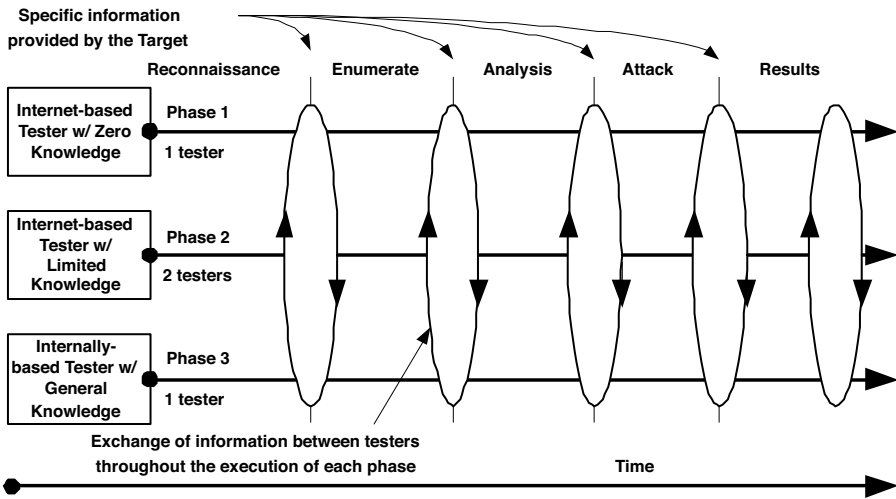 Specific information
provided by the Target
Reconnaissance
Enumerate
Analysis
Attack
Results
Internet-based
Tester w/ Zero
Knowledge
Phase 1
1 tester
Internet-based
Tester w/
Limited
Knowledge
Phase 2
2 testers
Internally-
based Tester w/
General
Knowledge
Phase 3
1 tester
Exchange of information between testers
throughout the execution of each phase
Time